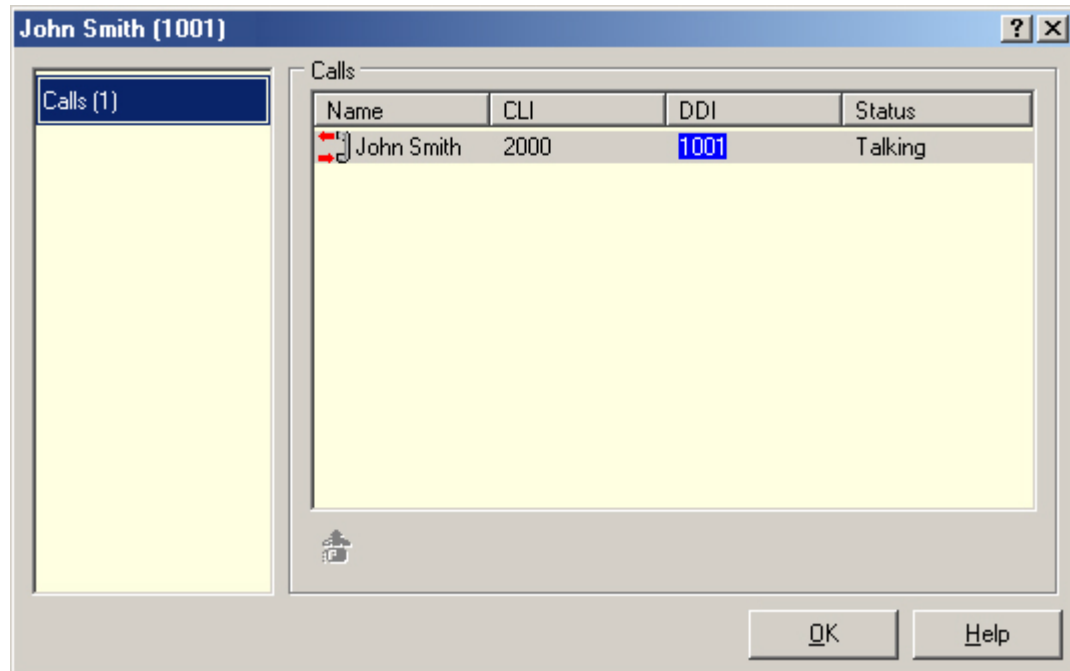 John Smith (1001)
Calls (1)
Calls
Name CLI DDI Status
John Smith 2000 1001 Talking
OK Help